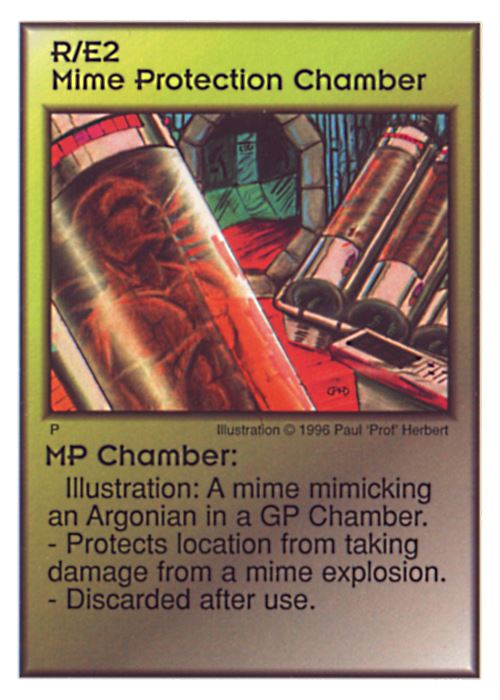 R/E2
Mime Protection Chamber
P
Illustration © 1996 Paul 'Prof' Herbert
MP Chamber:
Illustration: A mime mimicking
an Argonian in a GP Chamber.
- Protects location from taking
damage from a mime explosion.
- Discarded after use.